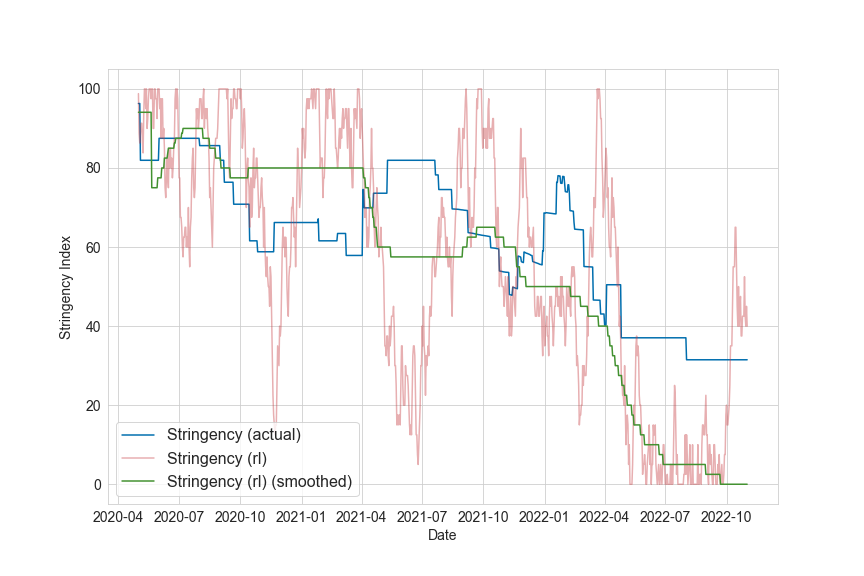 100
80
60
40
20
0
Stringency Index
Stringency (actual)
Stringency (rl)
Stringency (rl) (smoothed)
2020-04 2020-07 2020-10 2021-01 2021-04 2021-07 2021-10 2022-01 2022-04 2022-07 2022-10
Date